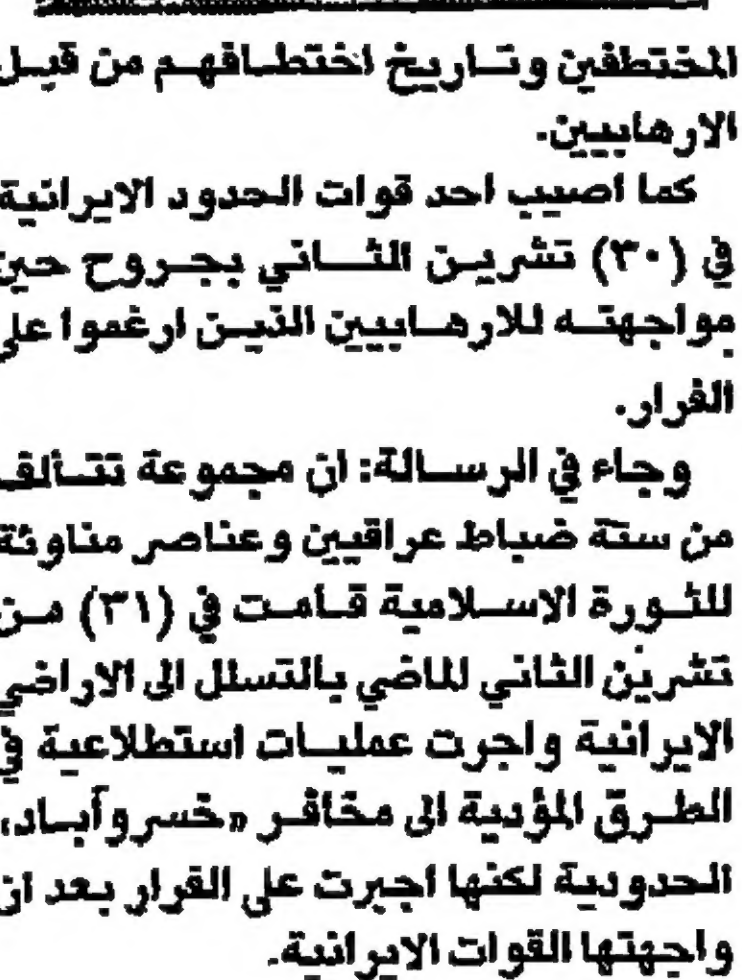 المختطفين وتاريخ اختطافهم من قبل
الارهابيين.
كما اصيب احد قوات الحدود الايرانية
في (٣٠) تشرين الثاني بجروح حين
مواجهته للارهابيين الذين ارغموا على
الفرار.
وجاء في الرسالة: ان مجموعة تتألف
من ستة ضباط عراقيين وعناصر مناوئة
للثورة الاسلامية قامت في (٣١) من
تشرين الثاني الماضي بالتسلل الى الاراضي
الايرانية واجرت عمليات استطلاعية في
الطرق المؤدية الى مخافر «خسروآباد»
الحدودية لكنها اجبرت على الفرار بعد ان
واجهتها القوات الايرانية.